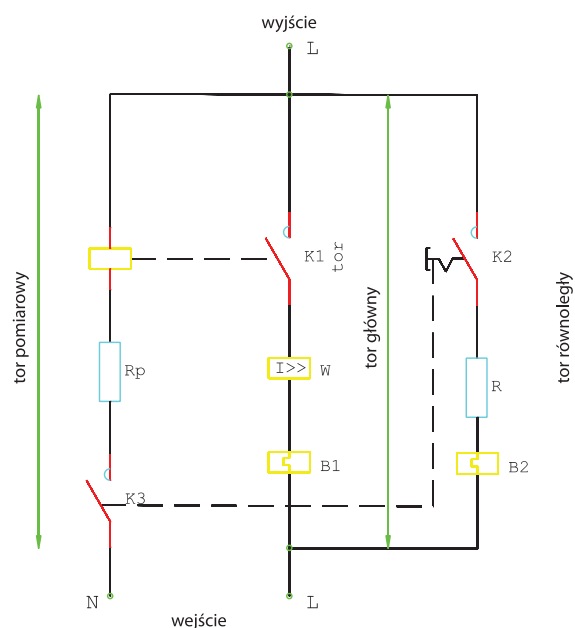 wyjście
L
K1
tor
K2
tor pomiarowy
tor główny
tor równoległy
Rp
I>> W
R
B1
B2
K3
N
L
wejście